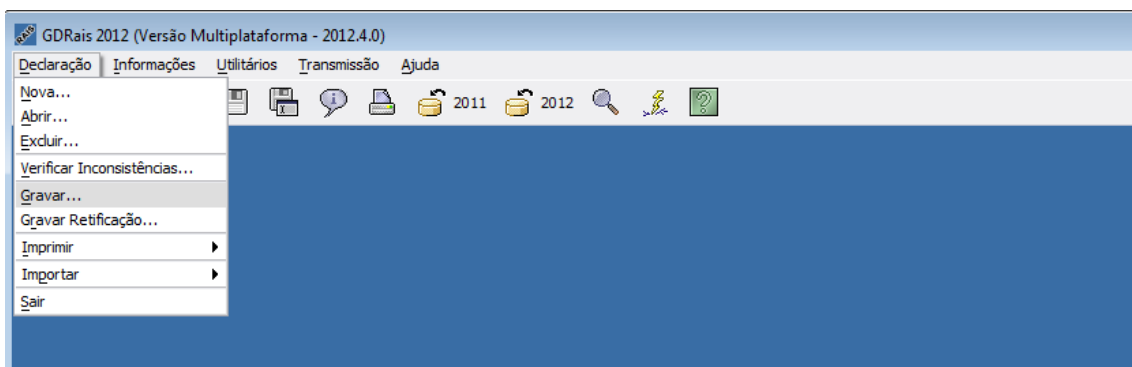 GDRais 2012 (Versão Multiplataforma - 2012.4.0)
Declaração Informações Utilitários Transmissão Ajuda
2011 2012
Nova...
Abrir...
Excluir...
Verificar Inconsistências...
Gravar...
Gravar Retificação...
Imprimir
Importar
Sair